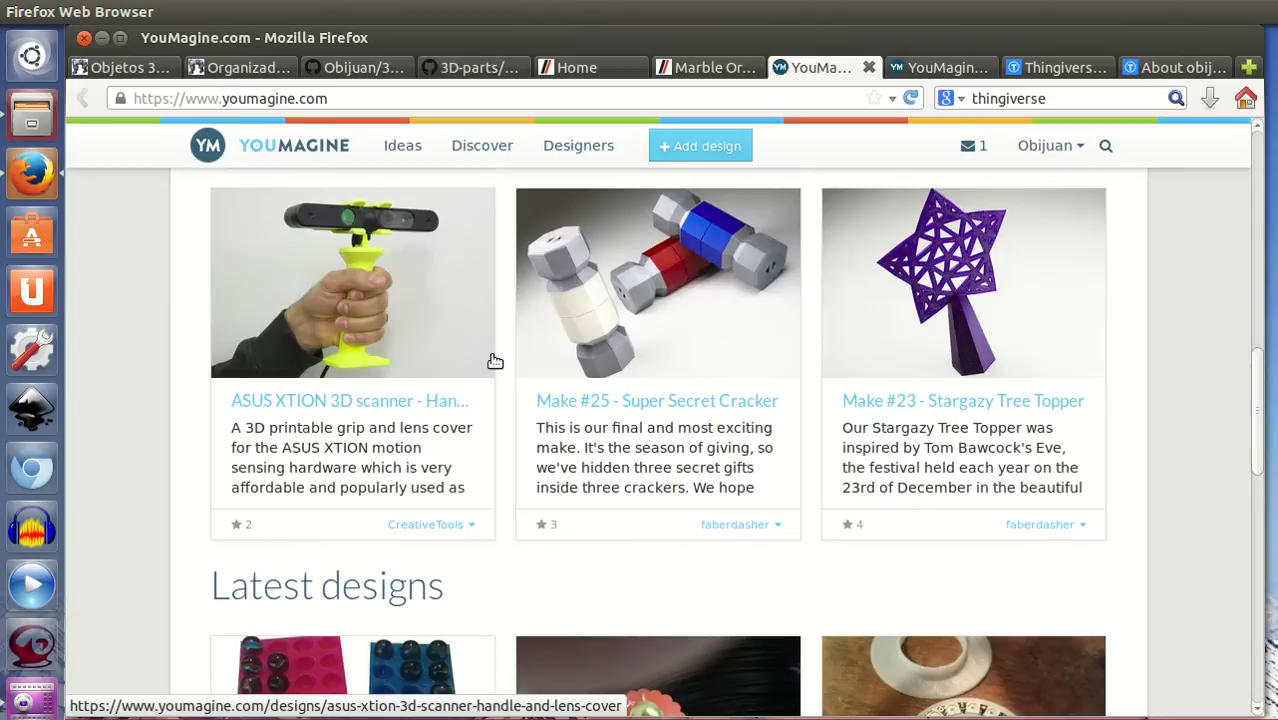 Firefox Web Browser
YouMagine.com - Mozilla Firefox
Objetos 3...
Organizad...
Obijuan/3...
3D-parts/...
Home
Marble Or...
YouMa...
YouMagin...
Thingivers...
About obij...
https://www.youmagine.com
thingiverse
YM YOUMAGINE
Ideas
Discover
Designers
+ Add design
1
Obijuan
ASUS XTION 3D scanner - Han...
A 3D printable grip and lens cover
for the ASUS XTION motion
sensing hardware which is very
affordable and popularly used as
2
CreativeTools
Make #25 - Super Secret Cracker
This is our final and most exciting
make. It's the season of giving, so
we've hidden three secret gifts
inside three crackers. We hope
3
faberdasher
Make #23 - Stargazy Tree Topper
Our Stargazy Tree Topper was
inspired by Tom Bawcock's Eve,
the festival held each year on the
23rd of December in the beautiful
4
faberdasher
Latest designs
https://www.youmagine.com/designs/asus-xtion-3d-scanner-handle-and-lens-cover